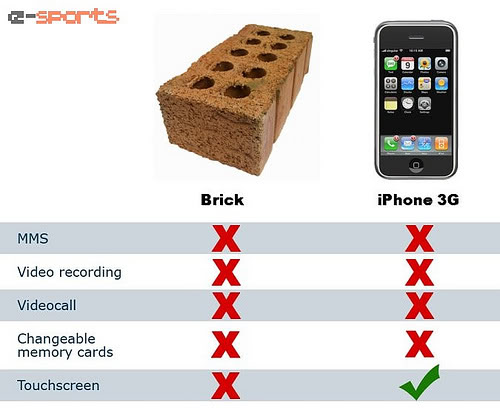 e-sports
Brick
iPhone 3G
MMS
Video recording
Videocall
Changeable
memory cards
Touchscreen